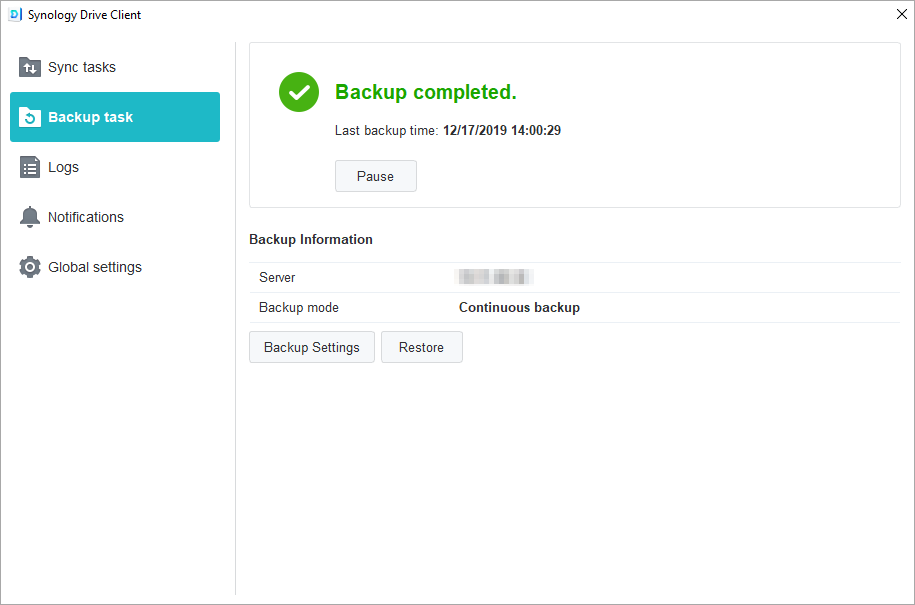 Synology Drive Client
Sync tasks
Backup task
Logs
Notifications
Global settings
Backup completed.
Last backup time: 12/17/2019 14:00:29
Pause
Backup Information
Server
Backup mode Continuous backup
Backup Settings Restore